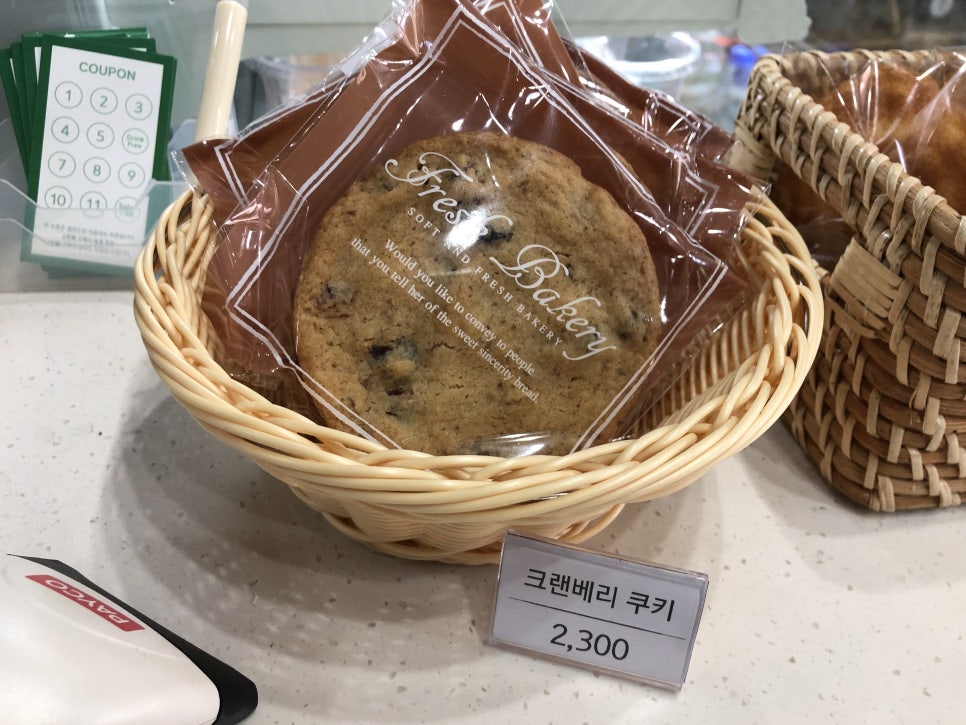 COUPON
1 2 3
4 5 Drink Free
7 8 9
10 11
Fresh Bakery
SOFT AND FRESH BAKERY
Would you like to convey to people
that you tell her of the sweet sincerity bread.
크랜베리 쿠키
2,300
PAYCO